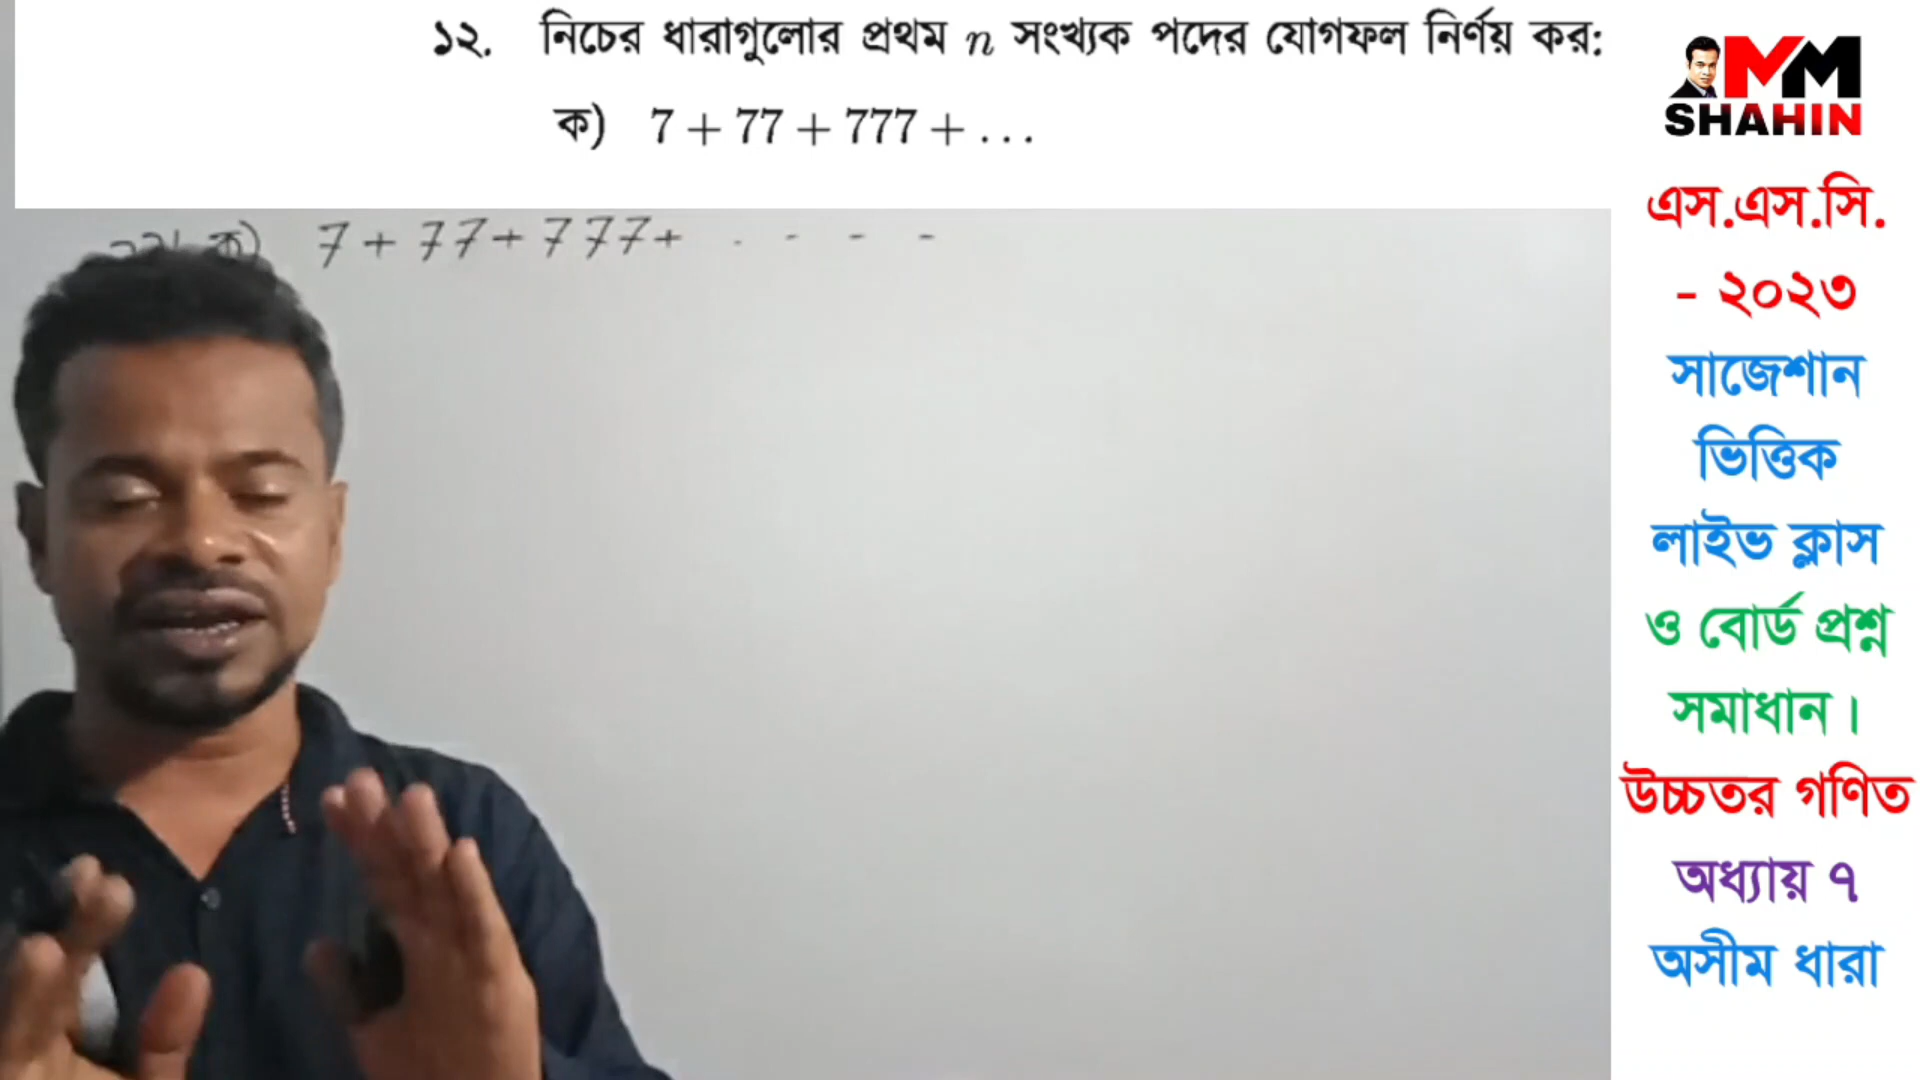 ১২. নিচের ধারাগুলোর প্রথম n সংখ্যক পদের যোগফল নির্ণয় কর:
ক) 7 + 77 + 777 + ...
ক) 7 + 77 + 777 + . - - -
MM
SHAHIN
এস.এস.সি.
- ২০২৩
সাজেশান
ভিত্তিক
লাইভ ক্লাস
ও বোর্ড প্রশ্ন
সমাধান।
উচ্চতর গণিত
অধ্যায় ৭
অসীম ধারা